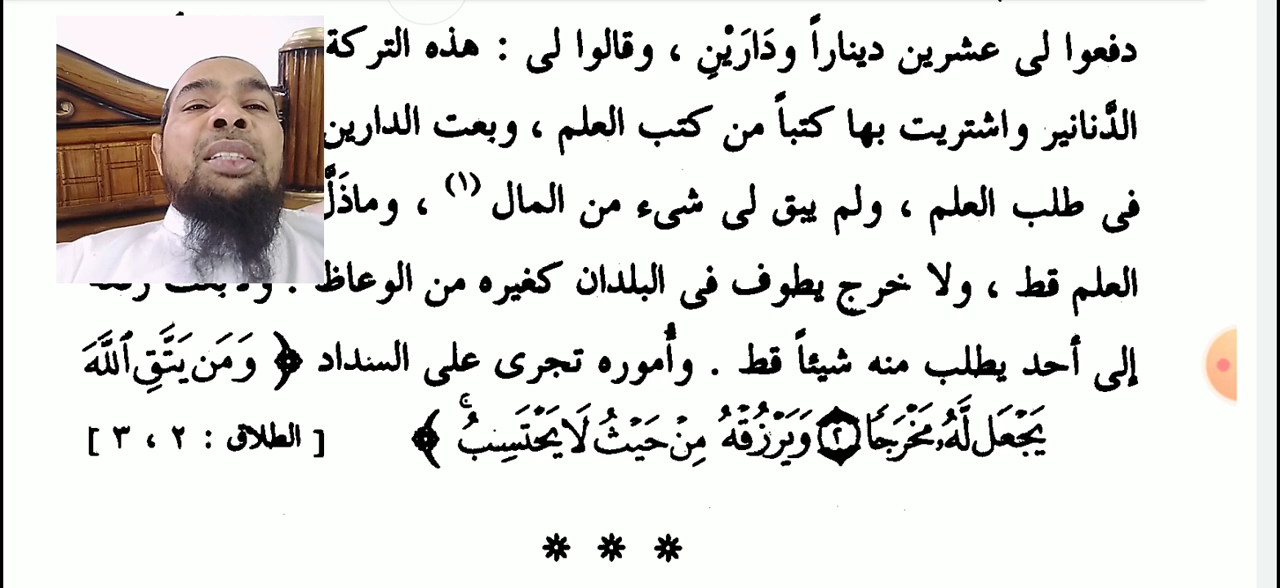 دفعوا لى عشرين ديناراً ودَارَيْنِ ، وقالوا لى : هذه التركة
الدَّنانير واشتريت بها كتباً من كتب العلم ، وبعت الدارين
فى طلب العلم ، ولم يبق لى شىء من المال (١) ، وماذَلَّ
العلم قط ، ولا خرج يطوف فى البلدان كغيره من الوعاظ .
إلى أحد يطلب منه شيئاً قط . وأموره تجرى على السداد ﴿ وَمَن يَتَّقِ ٱللَّهَ
يَجْعَل لَّهُۥ مَخْرَجًا ٢ وَيَرْزُقْهُ مِنْ حَيْثُ لَا يَحْتَسِبُ ۚ ﴾ [ الطلاق : ٢ ، ٣ ]